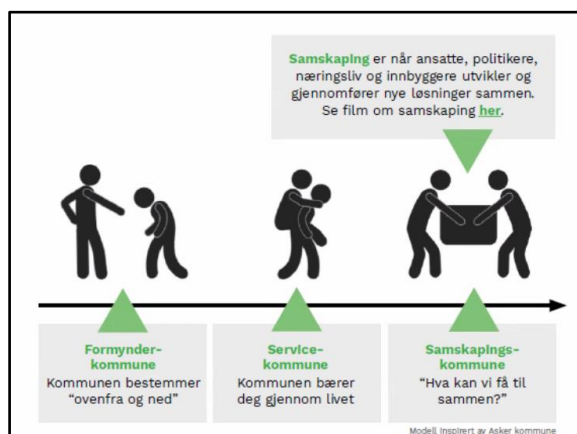 Samskaping er når ansatte, politikere,
næringsliv og innbyggere utvikler og
gjennomfører nye løsninger sammen.
Se film om samskaping her.
Formynder-
kommune
Kommunen bestemmer
“ovenfra og ned”
Service-
kommune
Kommunen bærer
deg gjennom livet
Samskapings-
kommune
“Hva kan vi få til
sammen?”
Modell inspirert av Asker kommune